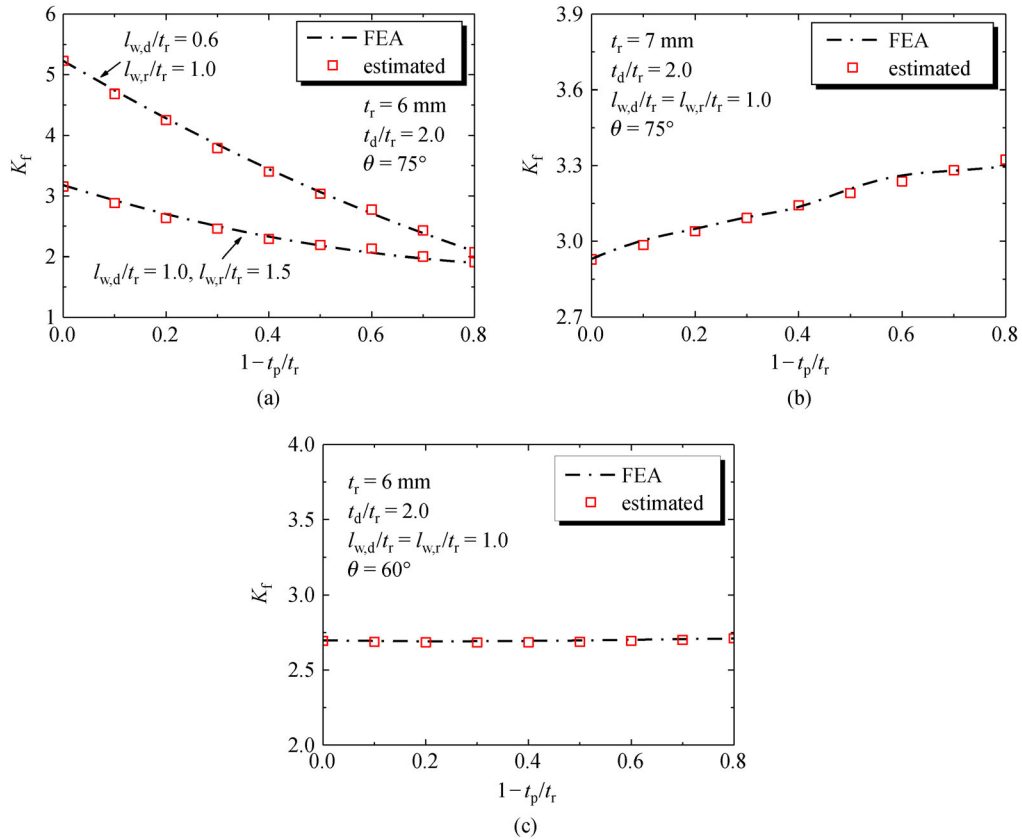 6
5
4
3
2
1
K_f
l_w,d/t_r = 0.6
l_w,r/t_r = 1.0
FEA
estimated
t_r = 6 mm
t_d/t_r = 2.0
θ = 75°
l_w,d/t_r = 1.0, l_w,r/t_r = 1.5
0.0 0.2 0.4 0.6 0.8
1 − t_p/t_r
(a)
3.9
3.6
3.3
3.0
2.7
K_f
t_r = 7 mm
t_d/t_r = 2.0
l_w,d/t_r = l_w,r/t_r = 1.0
θ = 75°
FEA
estimated
0.0 0.2 0.4 0.6 0.8
1 − t_p/t_r
(b)
4.0
3.5
3.0
2.5
2.0
K_f
t_r = 6 mm
t_d/t_r = 2.0
l_w,d/t_r = l_w,r/t_r = 1.0
θ = 60°
FEA
estimated
0.0 0.2 0.4 0.6 0.8
1 − t_p/t_r
(c)